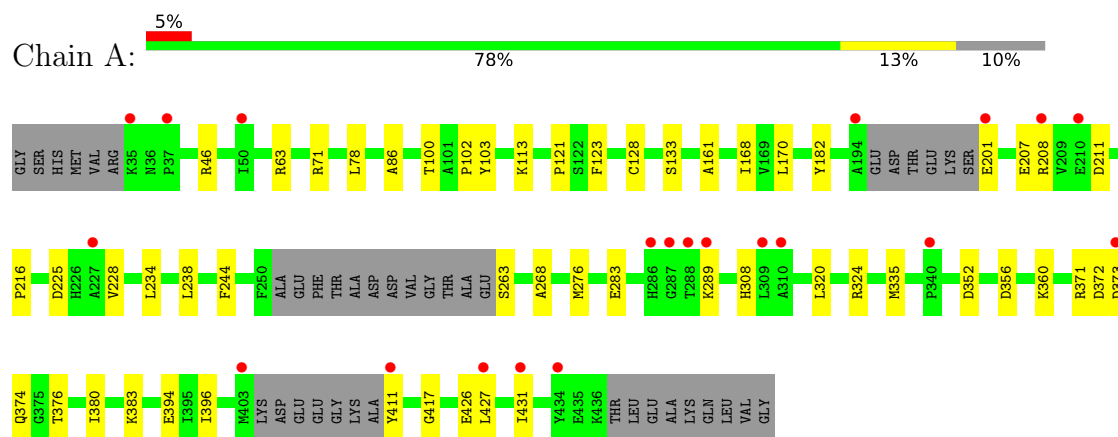 5%
Chain A:
78% 13% 10%
GLY SER HIS MET VAL ARG K35 N36 P37 R46 I50 R63 R71 L78 A86 T100 A101 P102 Y103 K113 P121 S122 F123 C128 S133 A161 I168 V169 L170 Y182 A194 GLU ASP THR GLU LYS SER E201 E207 R208 V209 E210 D211
P216 D225 H226 A227 V228 L234 L238 F244 F250 ALA GLU PHE THR ALA ASP ASP VAL GLY THR ALA GLU S263 A268 M276 E283 H286 G287 T288 K289 H308 L309 A310 L320 R324 M335 P340 D352 D356 K360 R371 D372
Q374 G375 T376 I380 K383 E394 I395 I396 M403 LYS ASP GLU GLU GLY LYS ALA Y411 G417 E426 L427 I431 Y434 E435 K436 THR LEU GLU ALA LYS GLN LEU VAL GLY